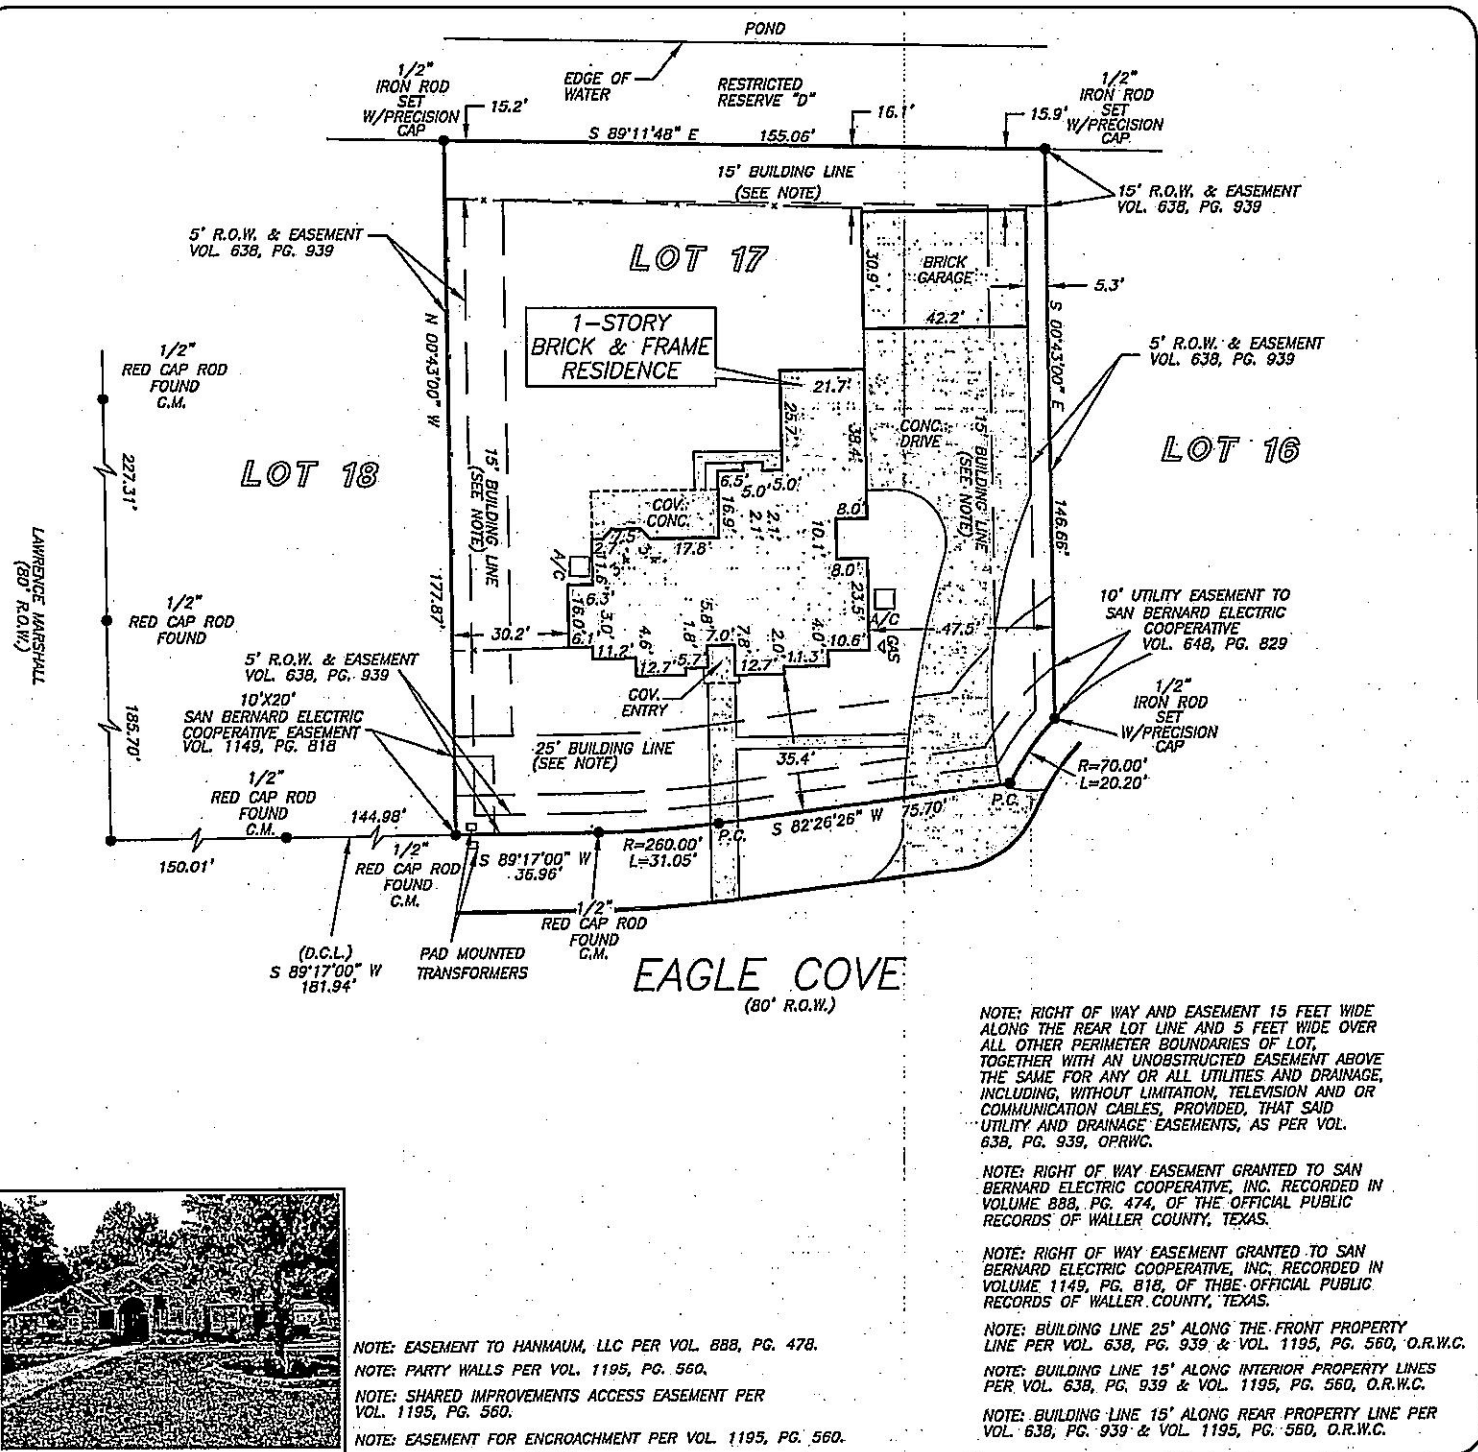 POND
EDGE OF
WATER
RESTRICTED
RESERVE "D"
1/2"
IRON ROD
SET
W/PRECISION
CAP
15.2'
16.1'
15.9'
1/2"
IRON ROD
SET
W/PRECISION
CAP
S 89°11'48" E 155.06'
15' BUILDING LINE
(SEE NOTE)
15' R.O.W. & EASEMENT
VOL. 638, PG. 939
5' R.O.W. & EASEMENT
VOL. 638, PG. 939
LOT 17
BRICK
GARAGE
30.9'
42.2'
5.3'
1-STORY
BRICK & FRAME
RESIDENCE
N 00°43'00" W
177.87'
S 00°43'00" E
146.66'
5' R.O.W. & EASEMENT
VOL. 638, PG. 939
1/2"
RED CAP ROD
FOUND
C.M.
227.31'
LOT 18
LOT 16
15' BUILDING LINE
(SEE NOTE)
15' BUILDING LINE
(SEE NOTE)
CONC.
DRIVE
21.7'
25.7'
38.4'
6.5'
5.0'
5.0'
16.9'
2.1'
2.1'
COV.
CONC.
7.5'
17.8'
8.0'
10.1'
8.0'
A/C
11.6'
6.3'
16.0'
3.0'
6.1'
30.2'
11.2'
4.6'
12.7'
1.8'
5.7'
5.8'
7.0'
7.8'
12.7'
2.0'
11.3'
4.0'
10.6'
23.5'
A/C
GAS
47.5'
COV.
ENTRY
LAWRENCE MARSHALL
(80' R.O.W.)
1/2"
RED CAP ROD
FOUND
185.70'
10' UTILITY EASEMENT TO
SAN BERNARD ELECTRIC
COOPERATIVE
VOL. 648, PG. 829
5' R.O.W. & EASEMENT
VOL. 638, PG. 939
10'X20'
SAN BERNARD ELECTRIC
COOPERATIVE EASEMENT
VOL. 1149, PG. 818
1/2"
IRON ROD
SET
W/PRECISION
CAP
25' BUILDING LINE
(SEE NOTE)
35.4'
R=70.00'
L=20.20'
P.C.
1/2"
RED CAP ROD
FOUND
C.M.
144.98'
150.01'
1/2"
RED CAP ROD
FOUND
C.M.
S 89°17'00" W
36.96'
R=260.00'
L=31.05'
P.C.
S 82°26'26" W 75.70'
1/2"
RED CAP ROD
FOUND
C.M.
(D.C.L.)
S 89°17'00" W
181.94'
PAD MOUNTED
TRANSFORMERS
EAGLE COVE
(80' R.O.W.)
NOTE: RIGHT OF WAY AND EASEMENT 15 FEET WIDE
ALONG THE REAR LOT LINE AND 5 FEET WIDE OVER
ALL OTHER PERIMETER BOUNDARIES OF LOT,
TOGETHER WITH AN UNOBSTRUCTED EASEMENT ABOVE
THE SAME FOR ANY OR ALL UTILITIES AND DRAINAGE,
INCLUDING, WITHOUT LIMITATION, TELEVISION AND OR
COMMUNICATION CABLES, PROVIDED, THAT SAID
UTILITY AND DRAINAGE EASEMENTS, AS PER VOL.
638, PG. 939, OPRWC.
NOTE: RIGHT OF WAY EASEMENT GRANTED TO SAN
BERNARD ELECTRIC COOPERATIVE, INC. RECORDED IN
VOLUME 888, PG. 474, OF THE OFFICIAL PUBLIC
RECORDS OF WALLER COUNTY, TEXAS.
NOTE: RIGHT OF WAY EASEMENT GRANTED TO SAN
BERNARD ELECTRIC COOPERATIVE, INC, RECORDED IN
VOLUME 1149, PG. 818, OF THBE OFFICIAL PUBLIC
RECORDS OF WALLER COUNTY, TEXAS.
NOTE: BUILDING LINE 25' ALONG THE FRONT PROPERTY
LINE PER VOL. 638, PG. 939 & VOL. 1195, PG. 560, O.R.W.C.
NOTE: BUILDING LINE 15' ALONG INTERIOR PROPERTY LINES
PER VOL. 638, PG, 939 & VOL. 1195, PG. 560, O.R.W.C.
NOTE: BUILDING LINE 15' ALONG REAR PROPERTY LINE PER
VOL. 638, PG. 939 & VOL. 1195, PG. 560, O.R.W.C.
NOTE: EASEMENT TO HANMAUM, LLC PER VOL. 888, PG. 478.
NOTE: PARTY WALLS PER VOL. 1195, PG. 560.
NOTE: SHARED IMPROVEMENTS ACCESS EASEMENT PER
VOL. 1195, PG. 560.
NOTE: EASEMENT FOR ENCROACHMENT PER VOL. 1195, PG. 560.